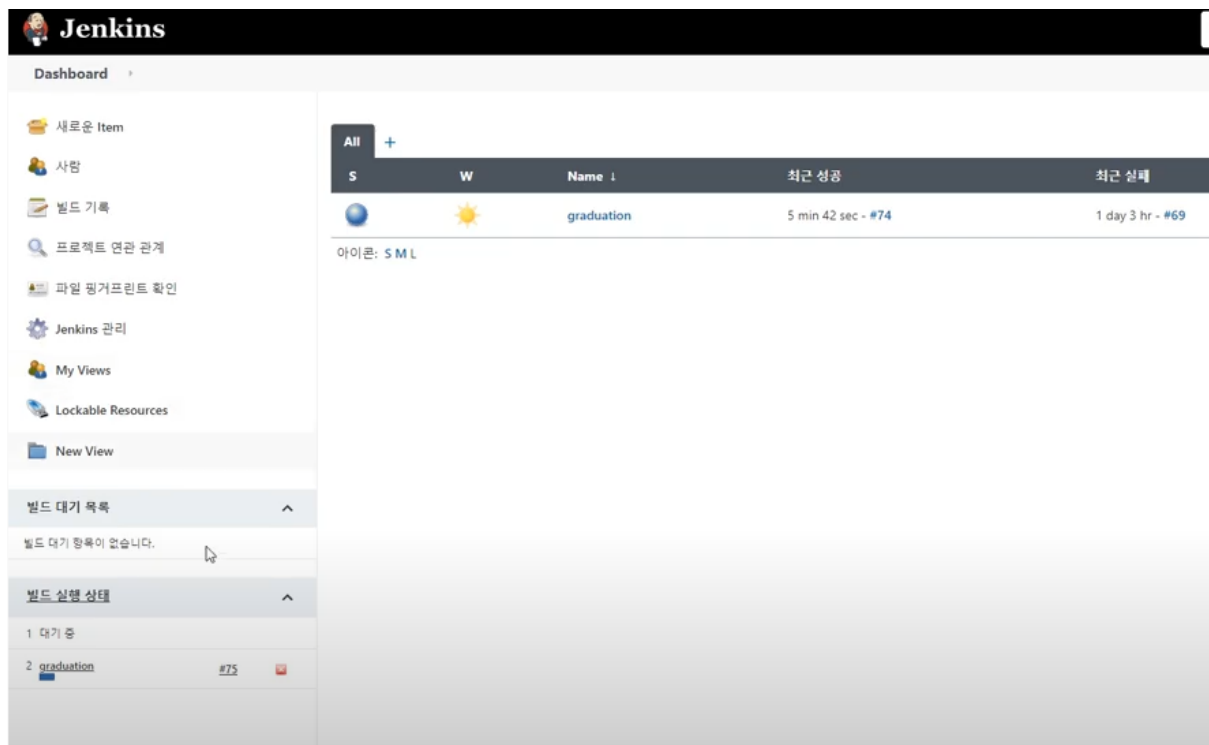 Jenkins
Dashboard
새로운 Item
사람
빌드 기록
프로젝트 연관 관계
파일 핑거프린트 확인
Jenkins 관리
My Views
Lockable Resources
New View
빌드 대기 목록
빌드 대기 항목이 없습니다.
빌드 실행 상태
1 대기 중
2 graduation #75
All +
S W Name ↓ 최근 성공 최근 실패
graduation 5 min 42 sec - #74 1 day 3 hr - #69
아이콘: S M L